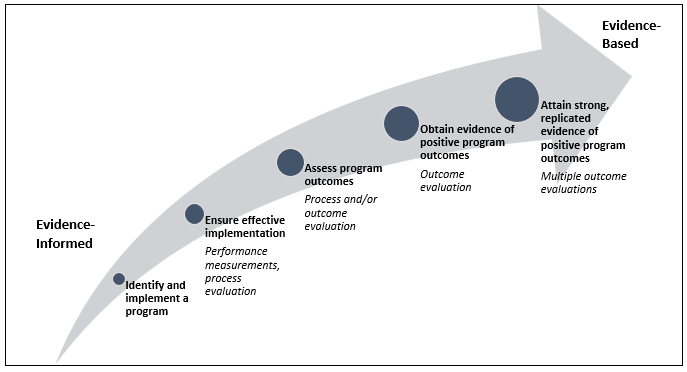 Evidence-
Based
Attain strong,
replicated
evidence of
positive program
outcomes
Multiple outcome
evaluations
Obtain evidence of
positive program
outcomes
Outcome
evaluation
Assess program
outcomes
Process and/or
outcome
evaluation
Evidence-
Informed
Ensure effective
implementation
Performance
measurements,
process
evaluation
Identify and
implement a
program